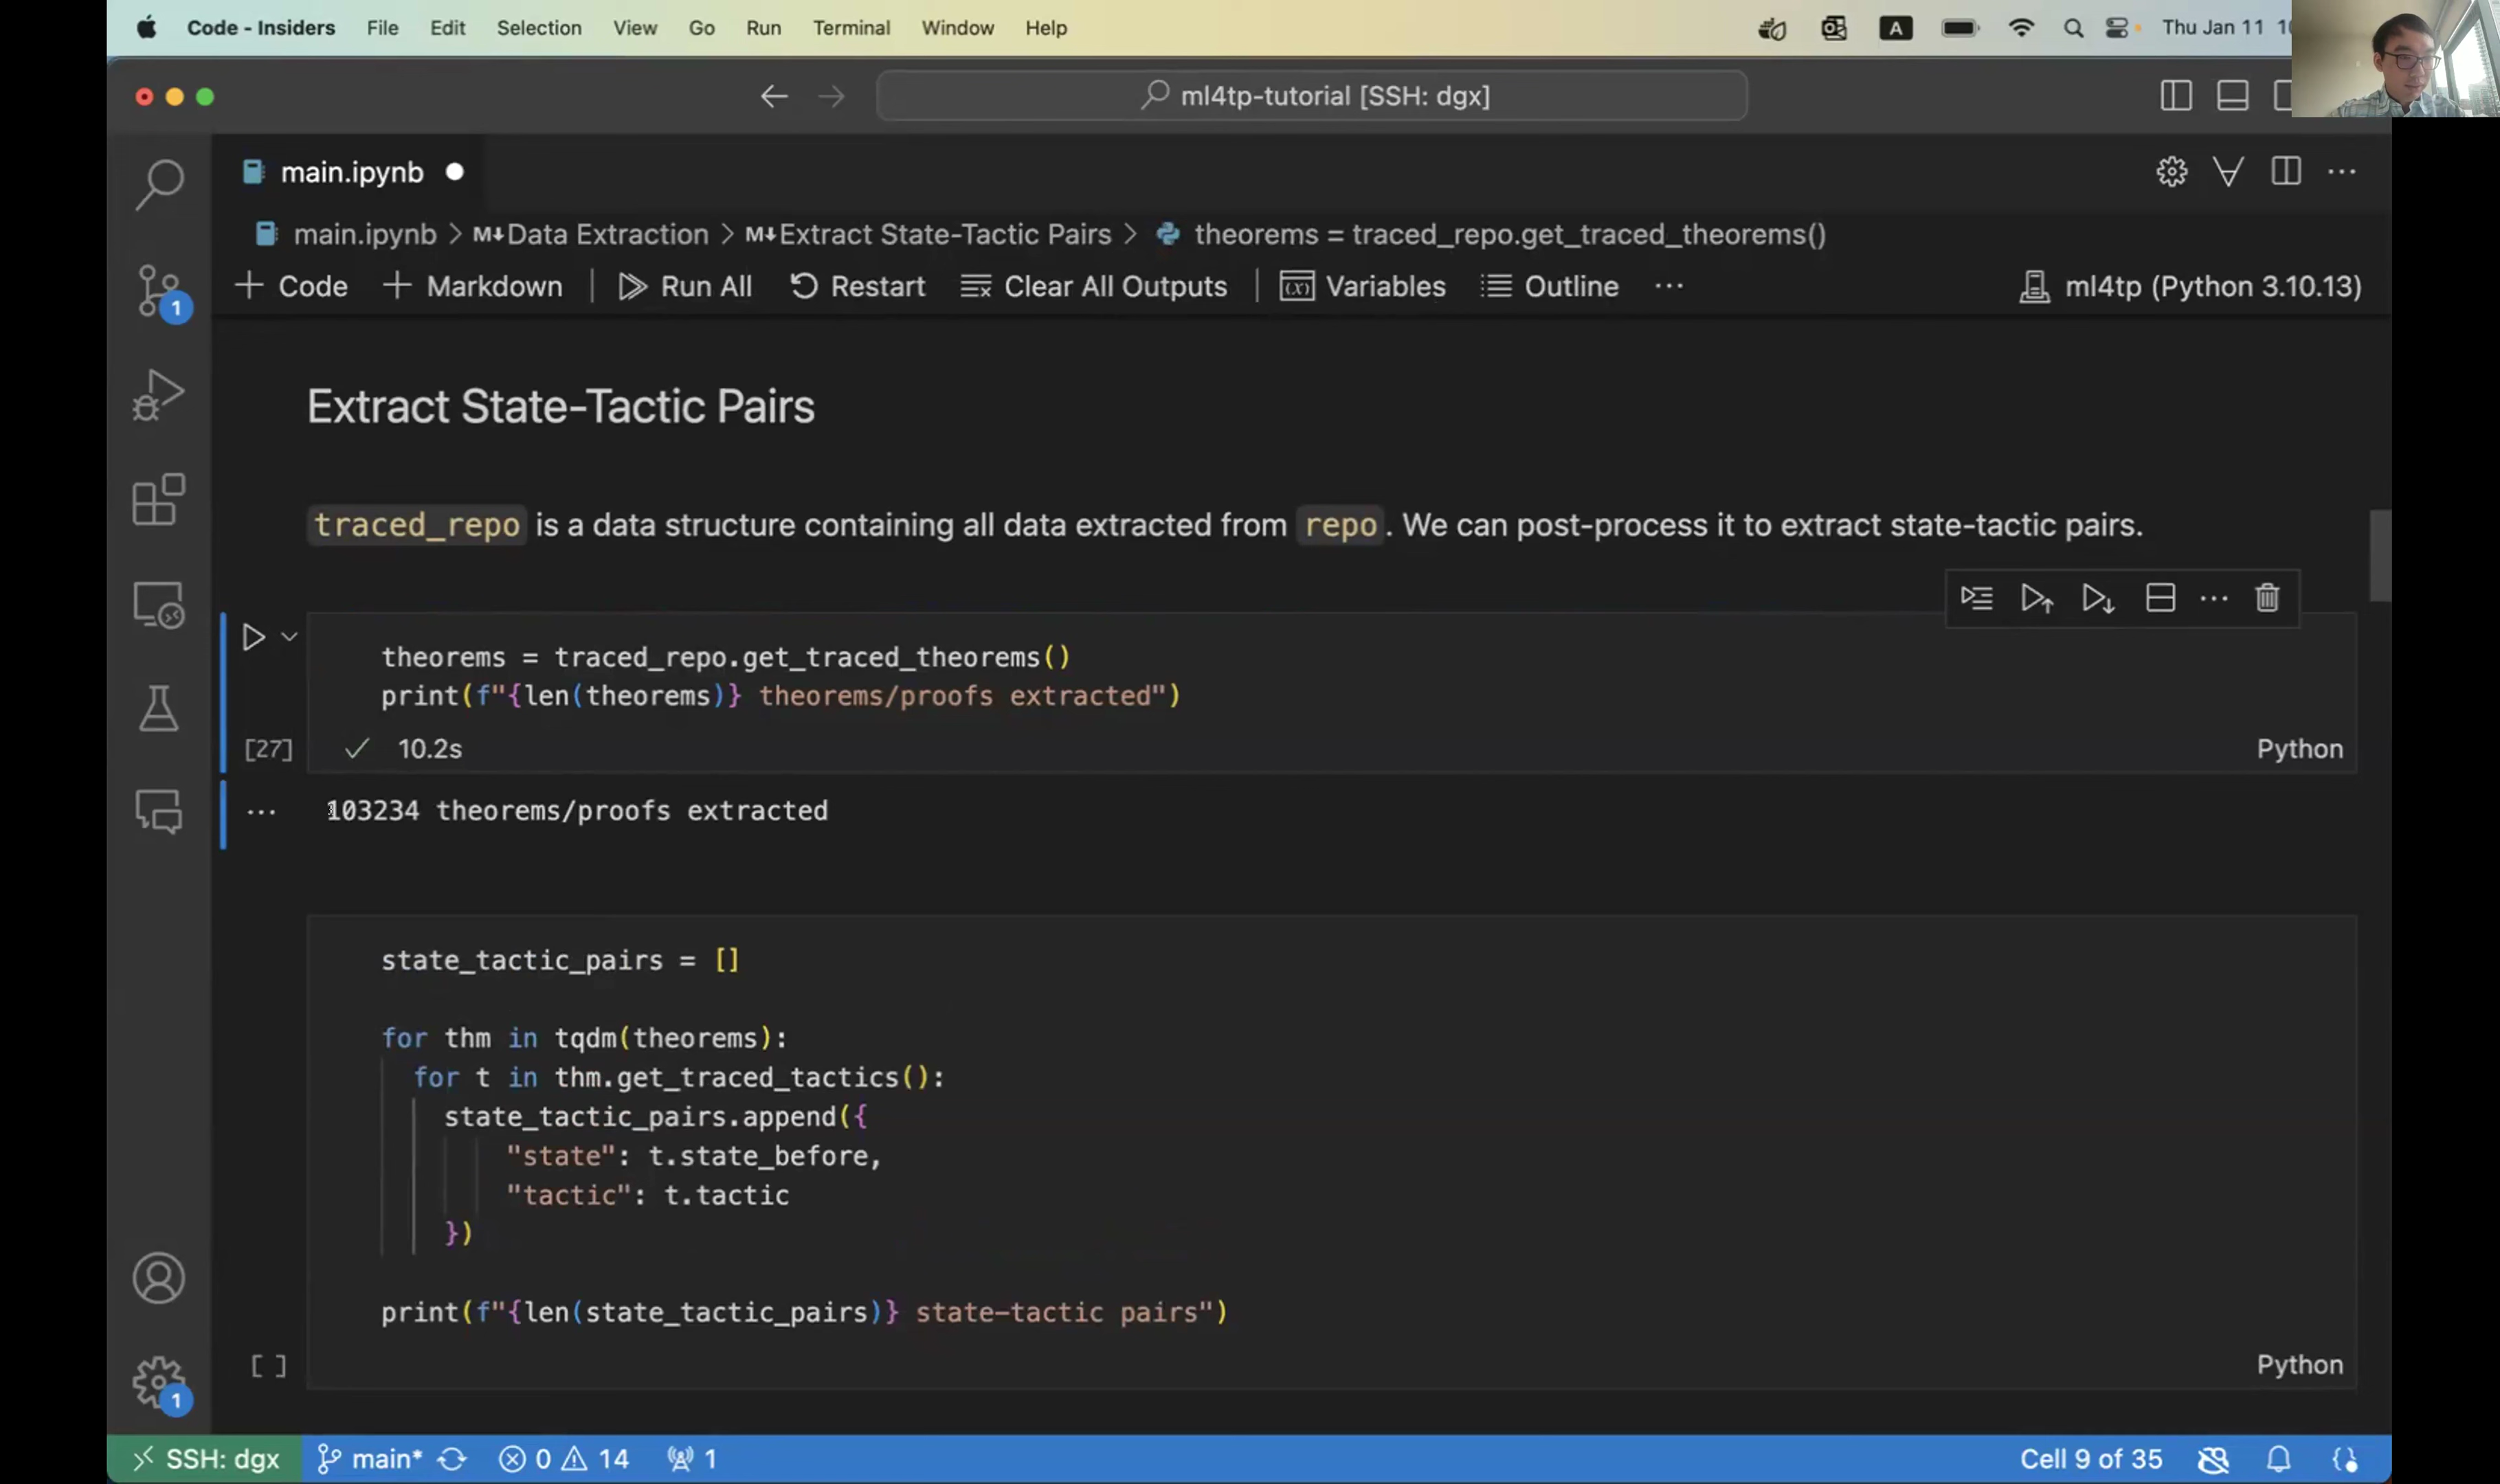 Code - Insiders File Edit Selection View Go Run Terminal Window Help A Thu Jan 11
ml4tp-tutorial [SSH: dgx]
main.ipynb
main.ipynb > M↓Data Extraction > M↓Extract State-Tactic Pairs > theorems = traced_repo.get_traced_theorems()
+ Code + Markdown | Run All Restart Clear All Outputs | Variables Outline ··· ml4tp (Python 3.10.13)
1
Extract State-Tactic Pairs
traced_repo is a data structure containing all data extracted from repo. We can post-process it to extract state-tactic pairs.
theorems = traced_repo.get_traced_theorems()
print(f"{len(theorems)} theorems/proofs extracted")
[27] ✓ 10.2s Python
··· 103234 theorems/proofs extracted
state_tactic_pairs = []
for thm in tqdm(theorems):
for t in thm.get_traced_tactics():
state_tactic_pairs.append({
"state": t.state_before,
"tactic": t.tactic
})
print(f"{len(state_tactic_pairs)} state-tactic pairs")
[ ] Python
1
SSH: dgx main* 0 14 1 Cell 9 of 35